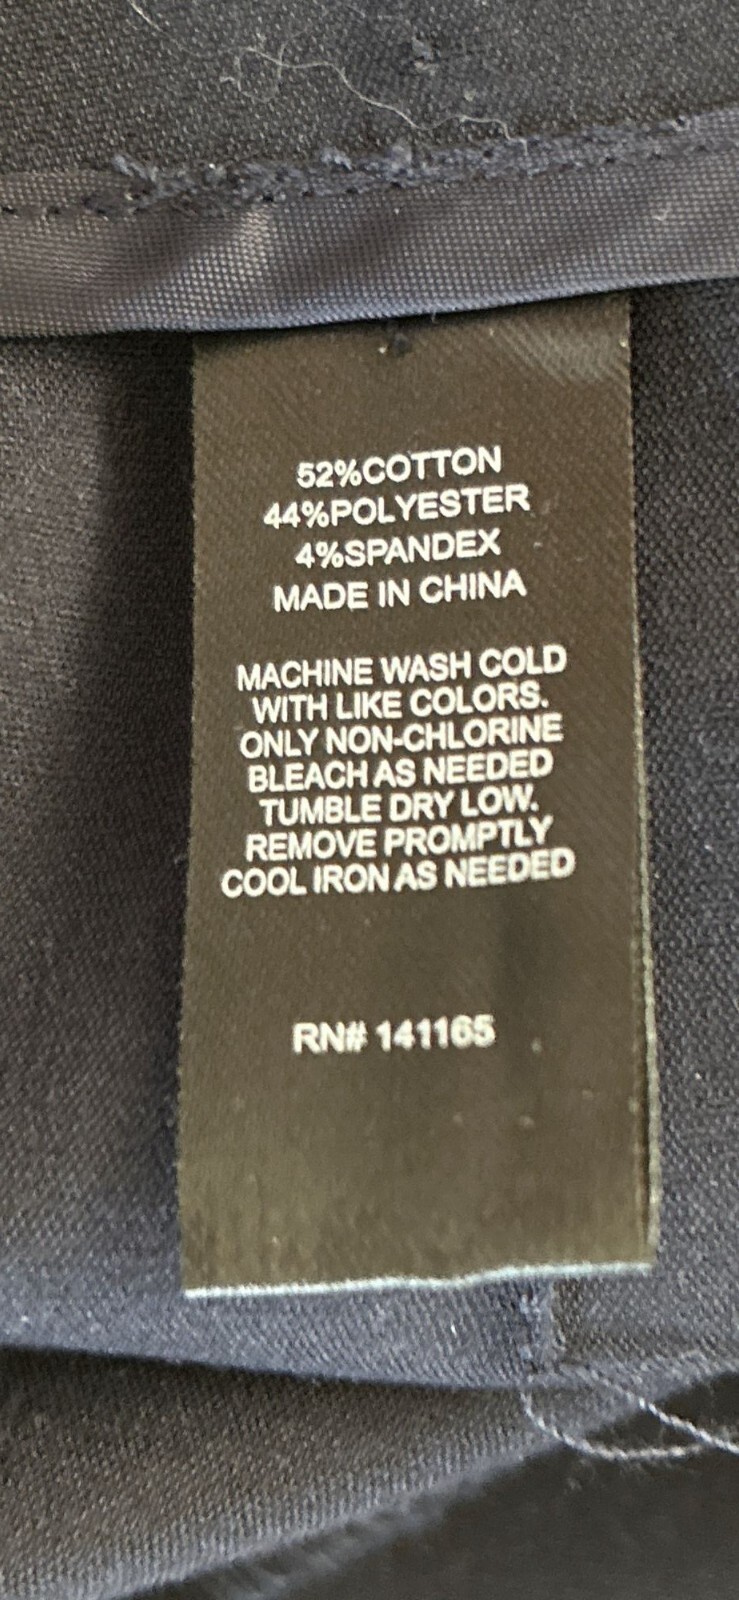 52%COTTON
44%POLYESTER
4%SPANDEX
MADE IN CHINA
MACHINE WASH COLD
WITH LIKE COLORS.
ONLY NON-CHLORINE
BLEACH AS NEEDED
TUMBLE DRY LOW.
REMOVE PROMPTLY
COOL IRON AS NEEDED
RN# 141165